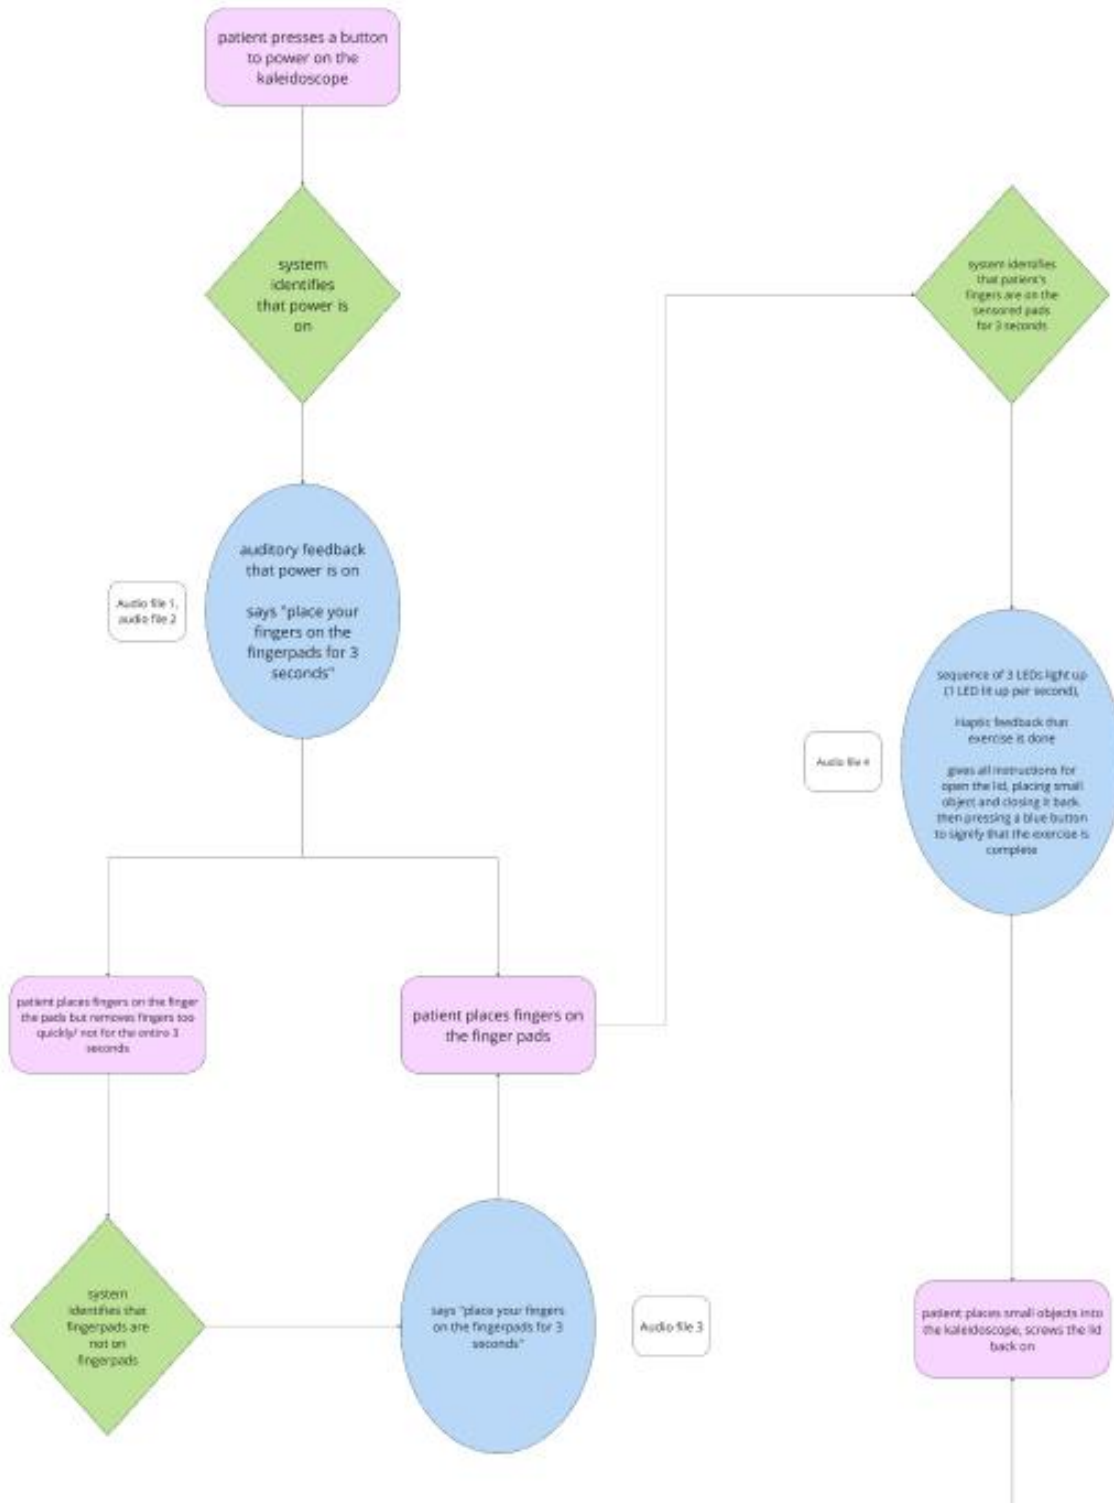 patient presses a button
to power on the
kaleidoscope
system
identifies
that power is
on
auditory feedback
that power is on
says "place your
fingers on the
fingerpads for 3
seconds"
Audio file 1,
audio file 2
patient places fingers on the finger
the pads but removes fingers too
quickly/ not for the entire 3
seconds
patient places fingers on
the finger pads
system
identifies that
fingerpads are
not on
fingerpads
says "place your fingers
on the fingerpads for 3
seconds"
Audio file 3
system identifies
that patient's
fingers are on the
sensored pads
for 3 seconds
sequence of 3 LEDs light up
(1 LED lit up per second),
Haptic feedback that
exercise is done
gives all instructions for
open the lid, placing small
object and closing it back,
then pressing a blue button
to signify that the exercise is
complete
Audio file 4
patient places small objects into
the kaleidoscope, screws the lid
back on